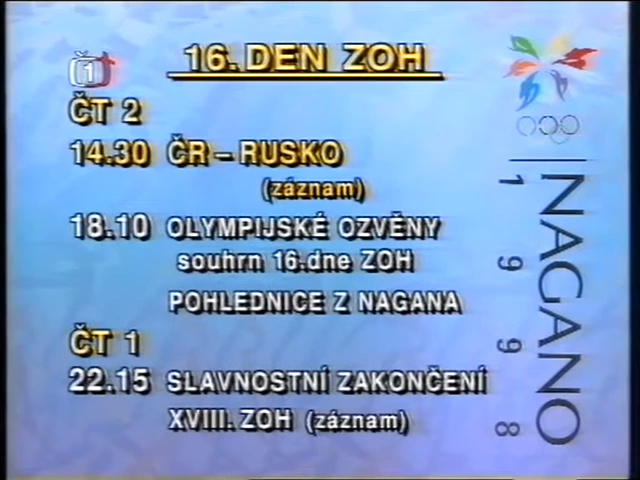 16. DEN ZOH
ČT 2
14.30 ČR – RUSKO
(záznam)
18.10 OLYMPIJSKÉ OZVĚNY
souhrn 16.dne ZOH
POHLEDNICE Z NAGANA
ČT 1
22.15 SLAVNOSTNÍ ZAKONČENÍ
XVIII. ZOH (záznam)
Č1T
NAGANO
1998